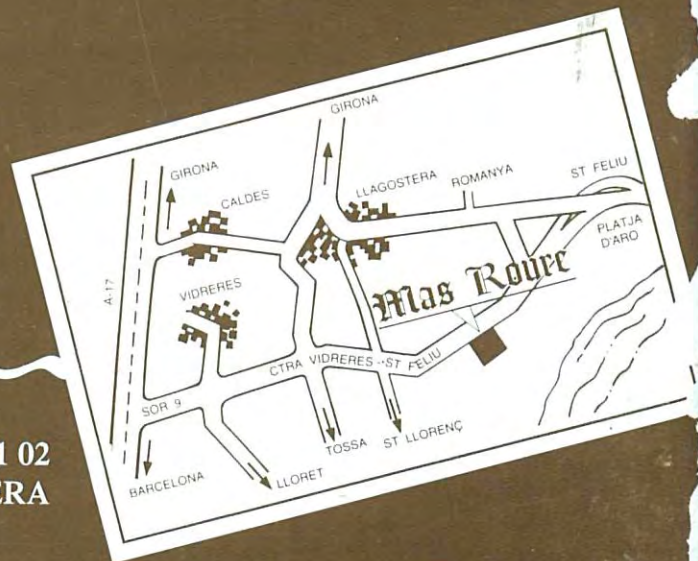 GIRONA
GIRONA
CALDES
LLAGOSTERA
ROMANYA
ST FELIU
PLATJA
D'ARO
A-17
VIDRERES
Mas Roure
CTRA VIDRERES - ST FELIU
SOR 9
BARCELONA
LLORET
TOSSA
ST LLORENÇ
1 02
ERA